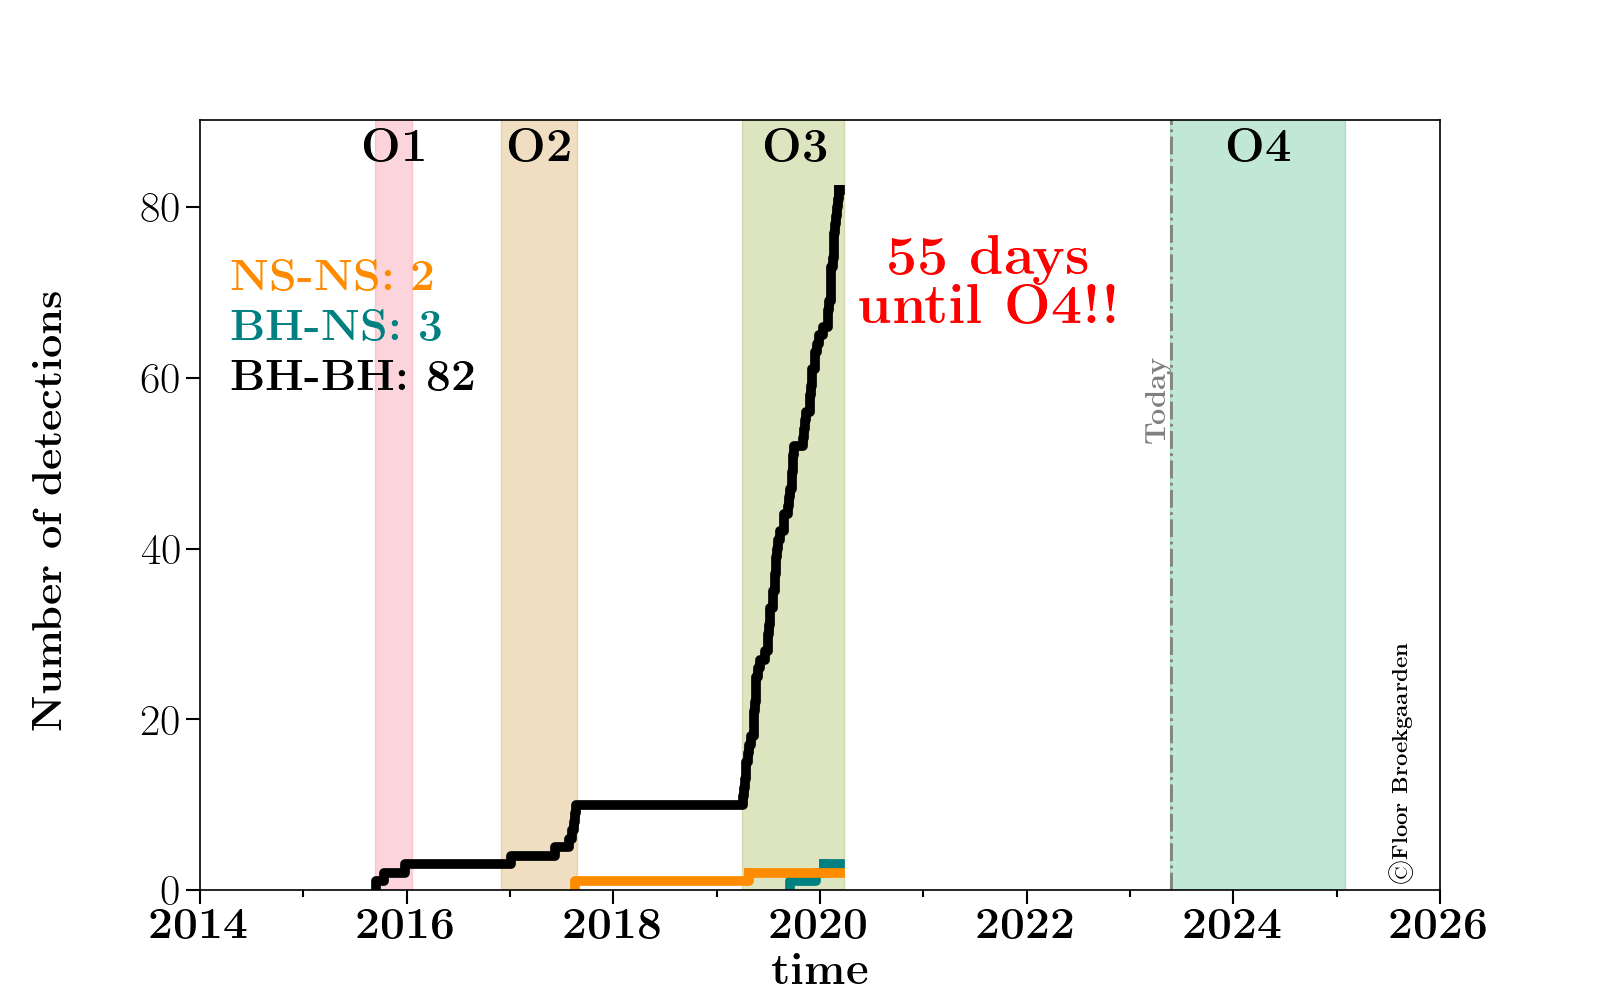 O1 O2 O3 O4
80
60
40
20
0
NS-NS: 2
BH-NS: 3
BH-BH: 82
55 days
until O4!!
Today
Number of detections
©Floor Broekgaarden
2014 2016 2018 2020 2022 2024 2026
time